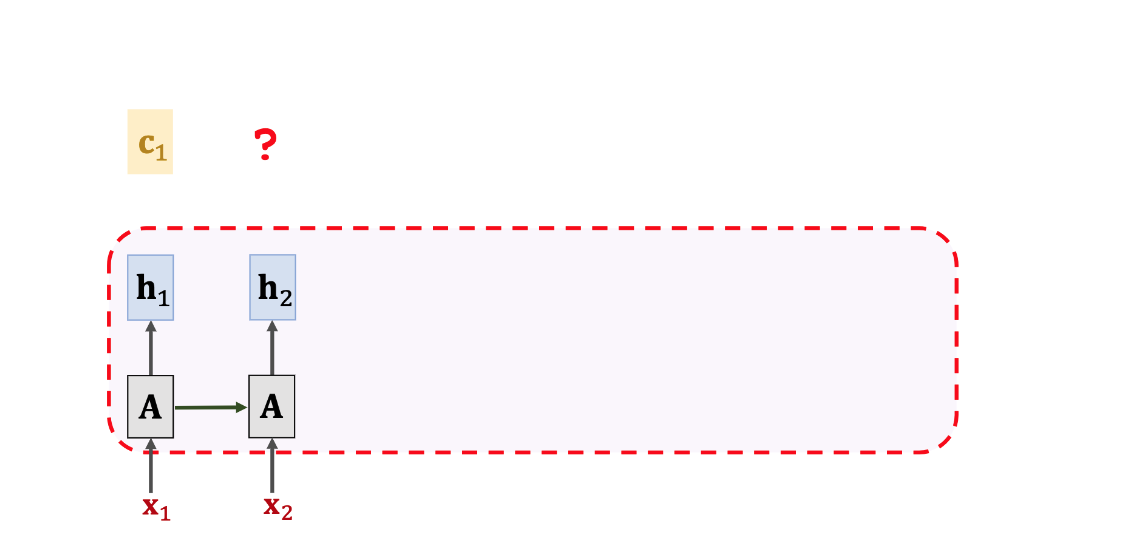 c₁ ?
h₁ h₂
A A
x₁ x₂